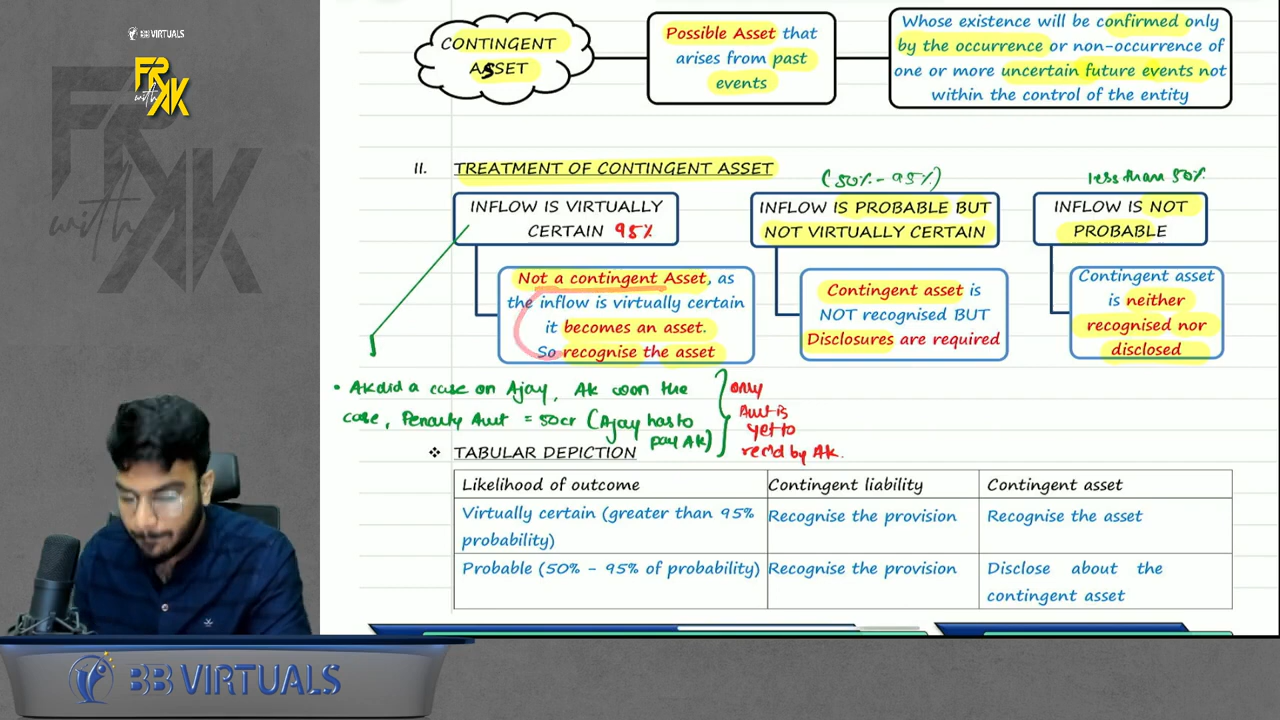 BB VIRTUALS
FR
with AK
FR
with AK
CONTINGENT
ASSET
Possible Asset that
arises from past
events
Whose existence will be confirmed only
by the occurrence or non-occurrence of
one or more uncertain future events not
within the control of the entity
II. TREATMENT OF CONTINGENT ASSET
(50% - 95%)
less than 50%
INFLOW IS VIRTUALLY
CERTAIN 95%
INFLOW IS PROBABLE BUT
NOT VIRTUALLY CERTAIN
INFLOW IS NOT
PROBABLE
Not a contingent Asset, as
the inflow is virtually certain
it becomes an asset.
So recognise the asset
Contingent asset is
NOT recognised BUT
Disclosures are required
Contingent asset
is neither
recognised nor
disclosed
• AK did a case on Ajay, AK won the
case, Penalty Amt = 50cr (Ajay has to
pay AK)
only
Amt is
yet to
rec'd by AK.
❖ TABULAR DEPICTION
Likelihood of outcome Contingent liability Contingent asset
Virtually certain (greater than 95% probability) Recognise the provision Recognise the asset
Probable (50% - 95% of probability) Recognise the provision Disclose about the contingent asset
BB VIRTUALS